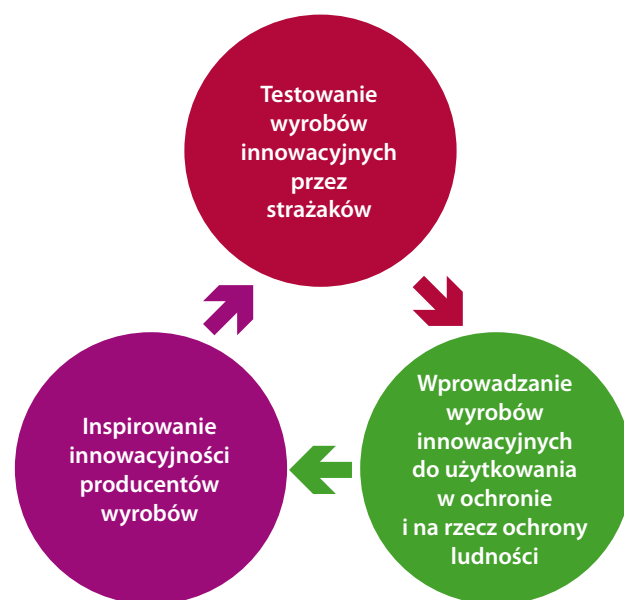 Testowanie
wyrobów
innowacyjnych
przez
strażaków
Wprowadzanie
wyrobów
innowacyjnych
do użytkowania
w ochronie
i na rzecz ochrony
ludności
Inspirowanie
innowacyjności
producentów
wyrobów